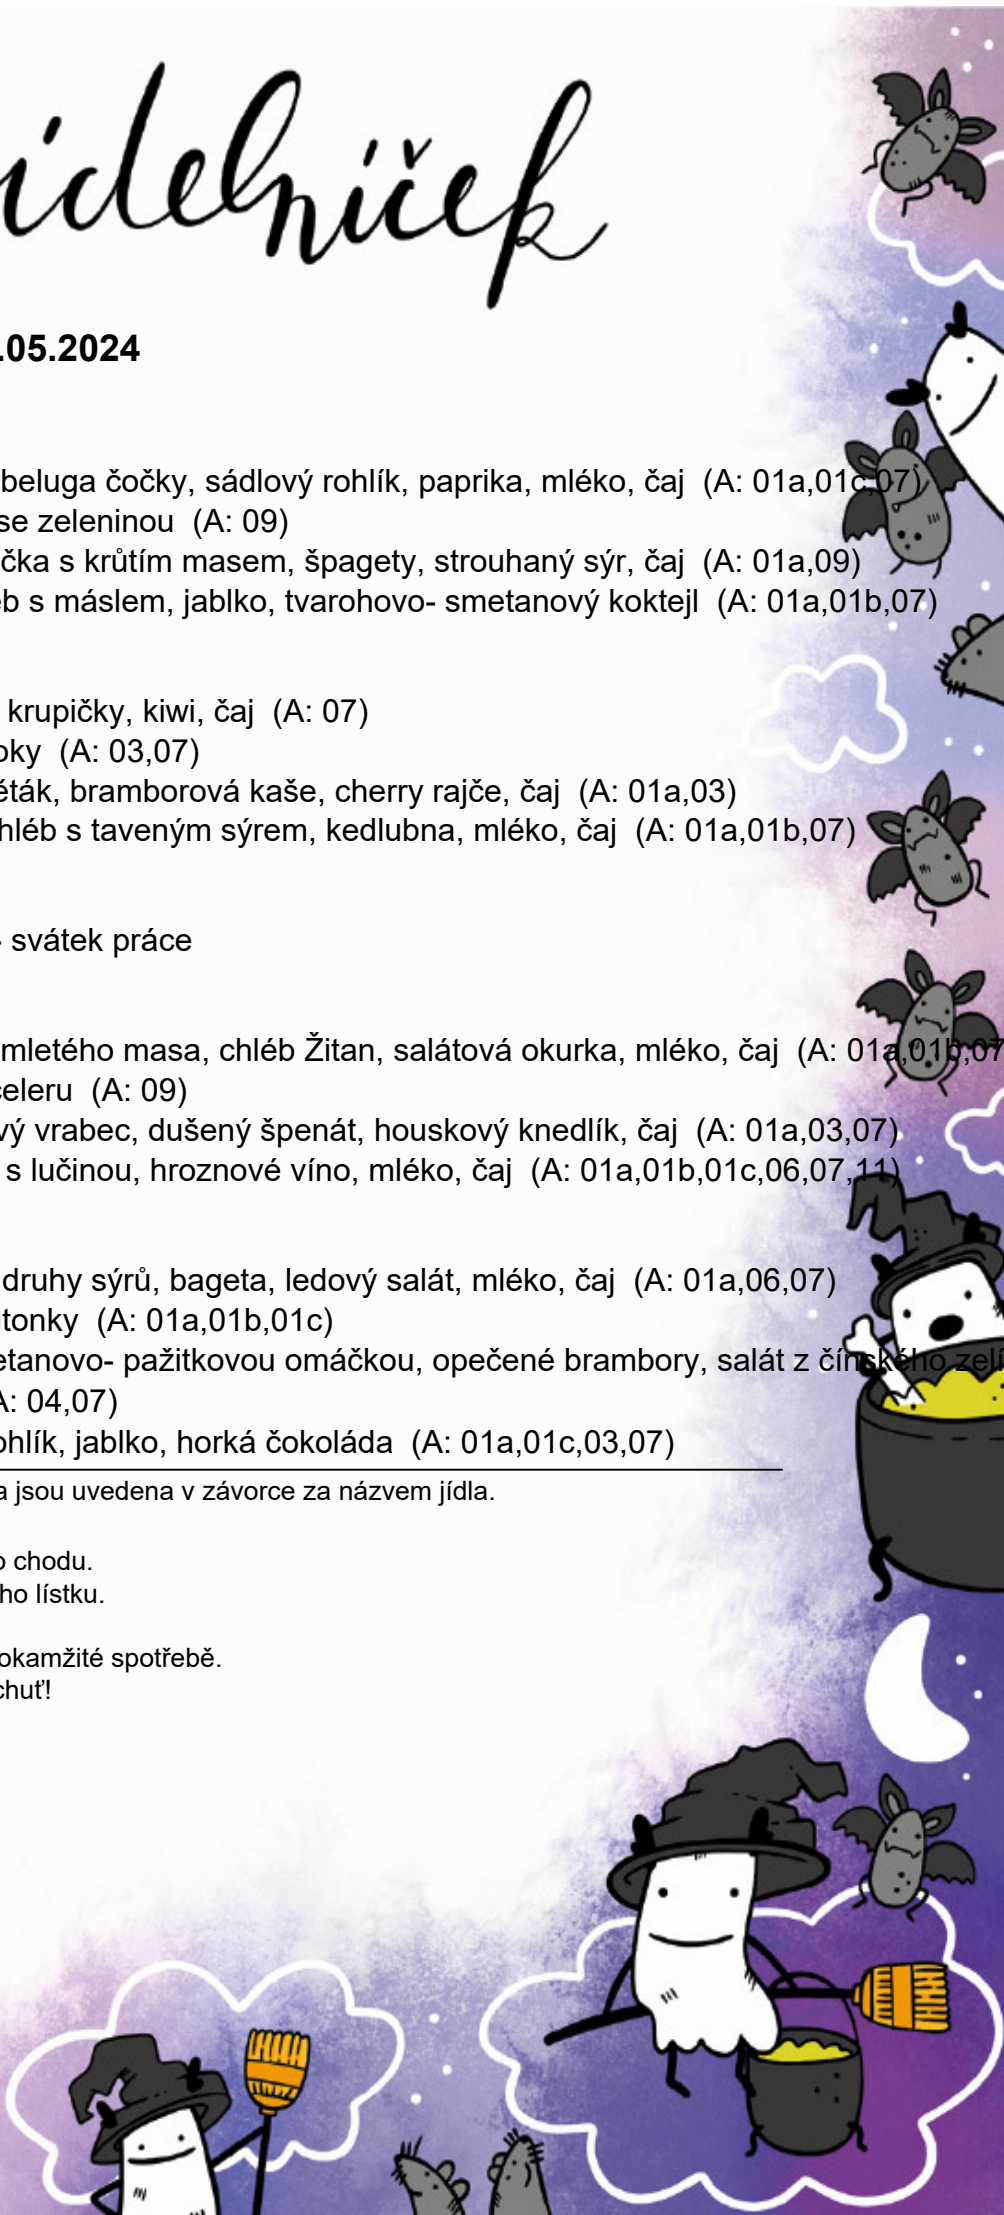 ídelníček
.05.2024
beluga čočky, sádlový rohlík, paprika, mléko, čaj (A: 01a,01c,07)
se zeleninou (A: 09)
čka s krůtím masem, špagety, strouhaný sýr, čaj (A: 01a,09)
éb s máslem, jablko, tvarohovo- smetanový koktejl (A: 01a,01b,07)
krupičky, kiwi, čaj (A: 07)
oky (A: 03,07)
ěták, bramborová kaše, cherry rajče, čaj (A: 01a,03)
hléb s taveným sýrem, kedlubna, mléko, čaj (A: 01a,01b,07)
- svátek práce
mletého masa, chléb Žitan, salátová okurka, mléko, čaj (A: 01a,01b,07
celeru (A: 09)
vý vrabec, dušený špenát, houskový knedlík, čaj (A: 01a,03,07)
s lučinou, hroznové víno, mléko, čaj (A: 01a,01b,01c,06,07,11)
druhy sýrů, bageta, ledový salát, mléko, čaj (A: 01a,06,07)
utonky (A: 01a,01b,01c)
etanovo- pažitkovou omáčkou, opečené brambory, salát z čínského zelí
A: 04,07)
ohlík, jablko, horká čokoláda (A: 01a,01c,03,07)
a jsou uvedena v závorce za názvem jídla.
o chodu.
ho lístku.
okamžité spotřebě.
chuť!